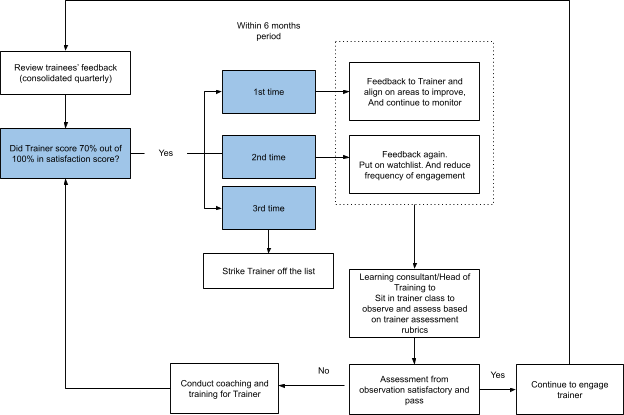 Within 6 months
period
Review trainees' feedback
(consolidated quarterly)
1st time
Feedback to Trainer and
align on areas to improve,
And continue to monitor
Did Trainer score 70% out of
100% in satisfaction score?
Yes
2nd time
Feedback again.
Put on watchlist. And reduce
frequency of engagement
3rd time
Strike Trainer off the list
Learning consultant/Head of
Training to
Sit in trainer class to
observe and assess based
on trainer assessment
rubrics
Conduct coaching and
training for Trainer
No
Assessment from
observation satisfactory and
pass
Yes
Continue to engage
trainer